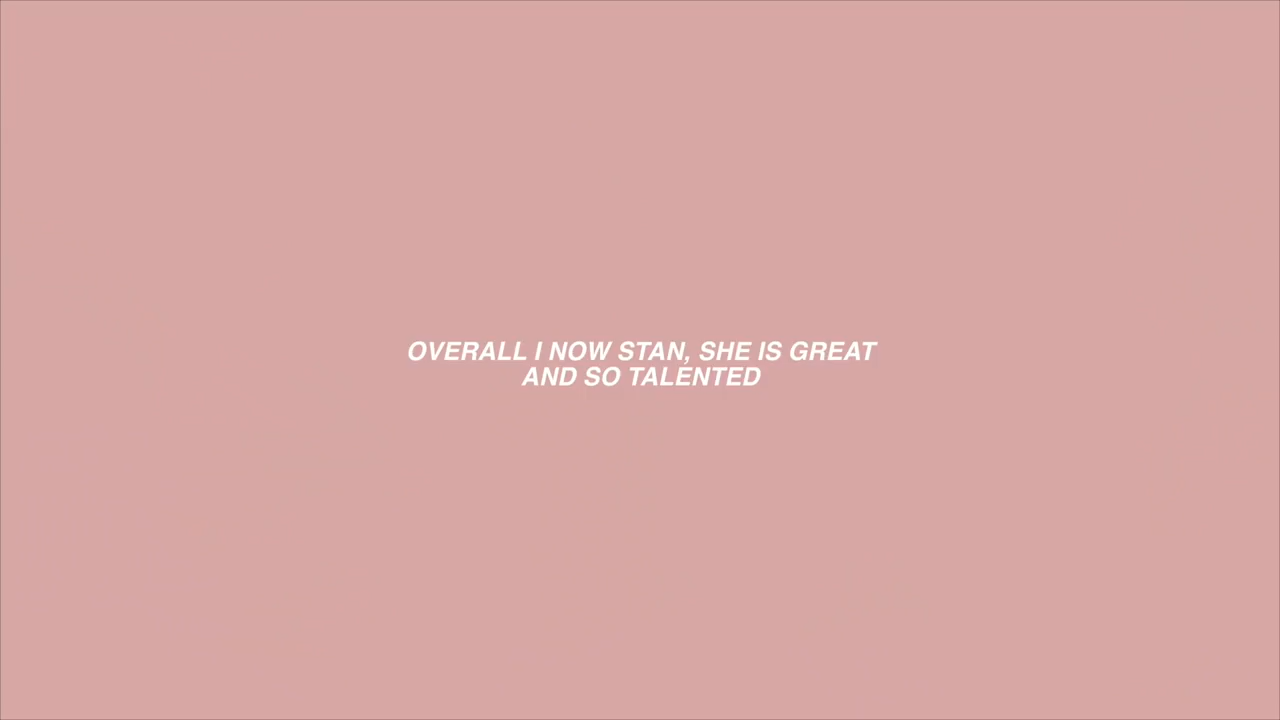 OVERALL I NOW STAN, SHE IS GREAT
AND SO TALENTED